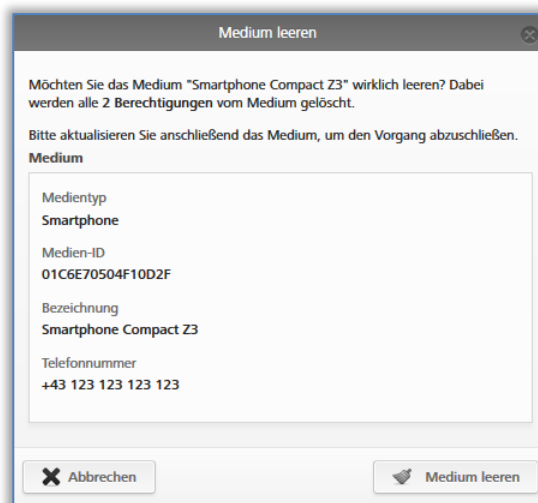 Medium leeren
Möchten Sie das Medium "Smartphone Compact Z3" wirklich leeren? Dabei
werden alle 2 Berechtigungen vom Medium gelöscht.
Bitte aktualisieren Sie anschließend das Medium, um den Vorgang abzuschließen.
Medium
Medientyp
Smartphone
Medien-ID
01C6E70504F10D2F
Bezeichnung
Smartphone Compact Z3
Telefonnummer
+43 123 123 123 123
Abbrechen
Medium leeren